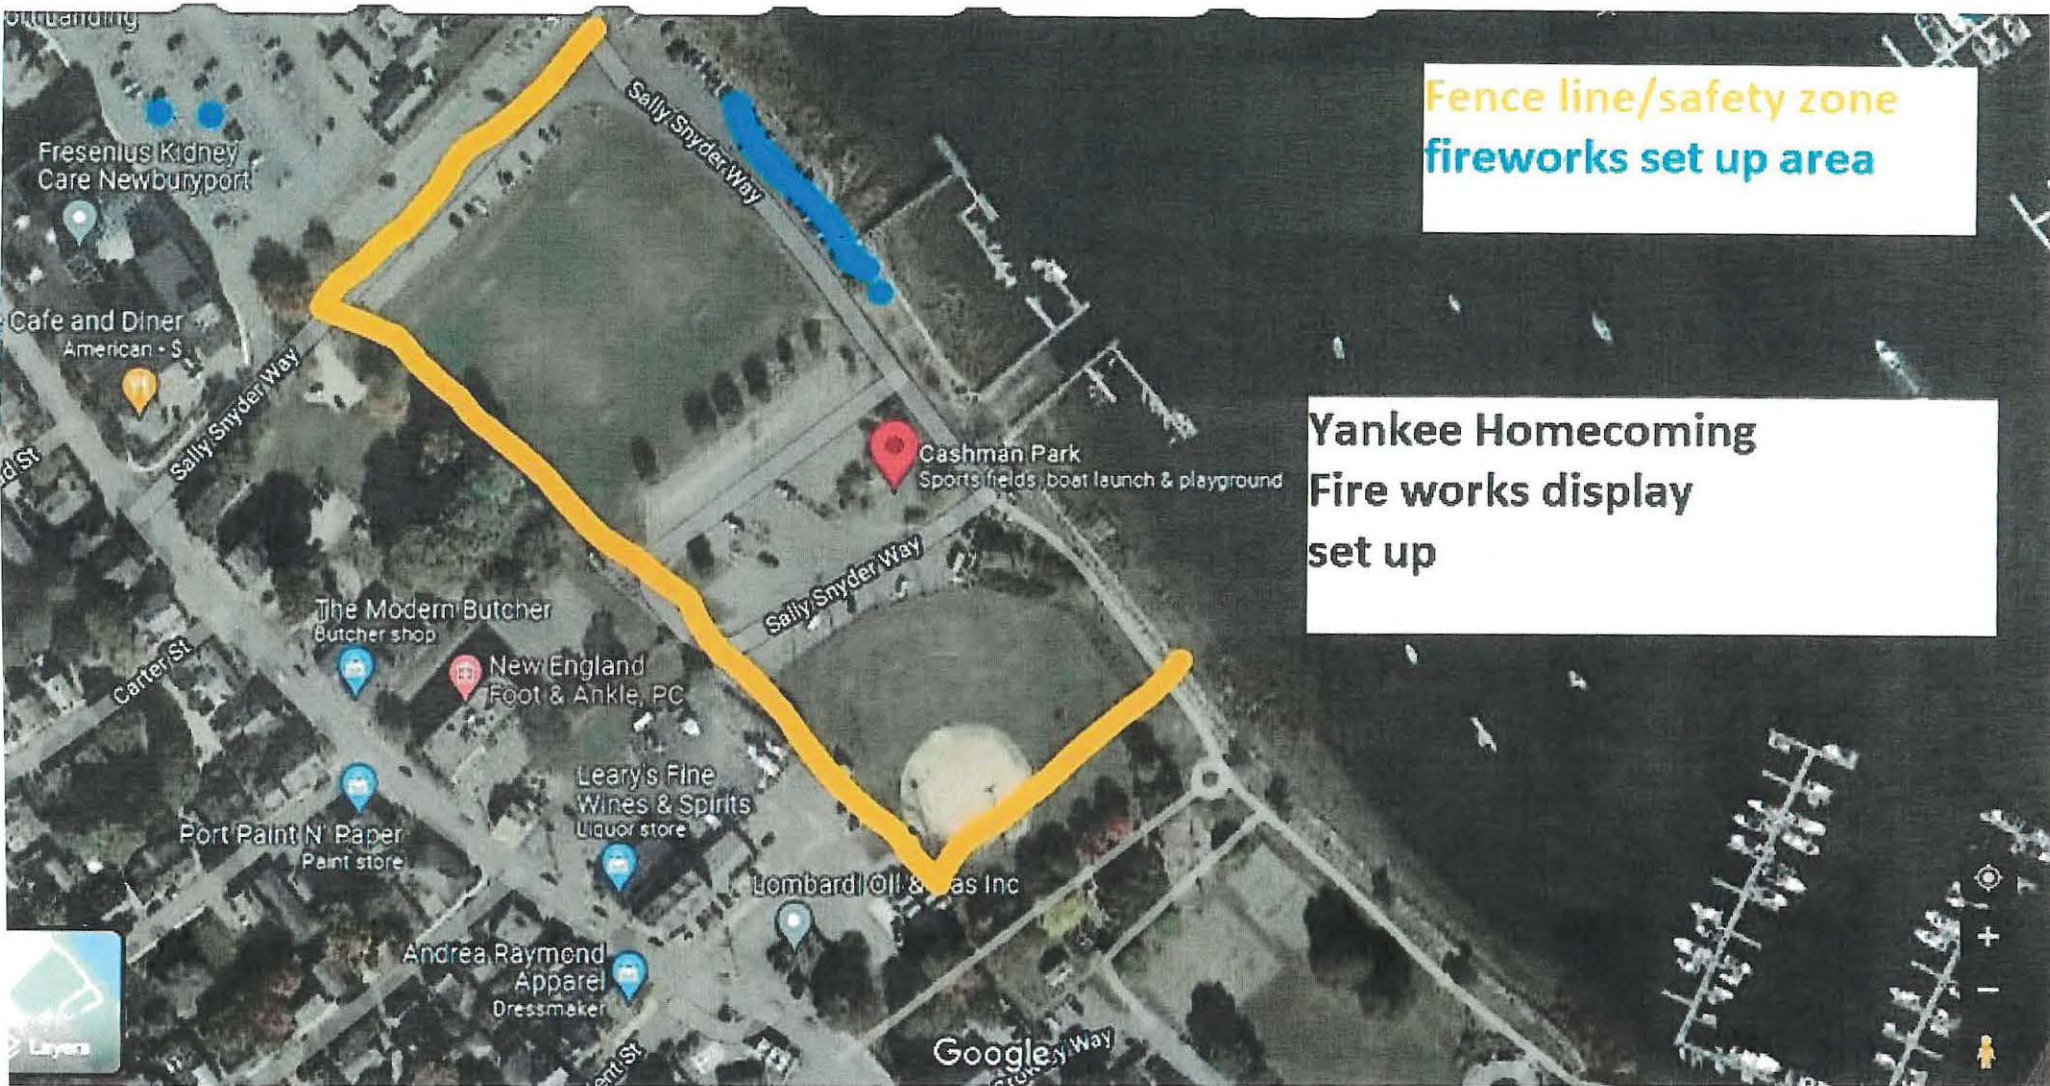 Fence line/safety zone
fireworks set up area
Yankee Homecoming
Fire works display
set up
Fresenius Kidney
Care Newburyport
Sally Snyder Way
Cafe and Diner
American • $
Sally Snyder Way
Cashman Park
Sports fields, boat launch & playground
Sally Snyder Way
The Modern Butcher
Butcher shop
Carter St
New England
Foot & Ankle, PC
Leary's Fine
Wines & Spirits
Liquor store
Port Paint N' Paper
Paint store
Lombardi Oil & Gas Inc
Andrea Raymond
Apparel
Dressmaker
Layers
Google
Way